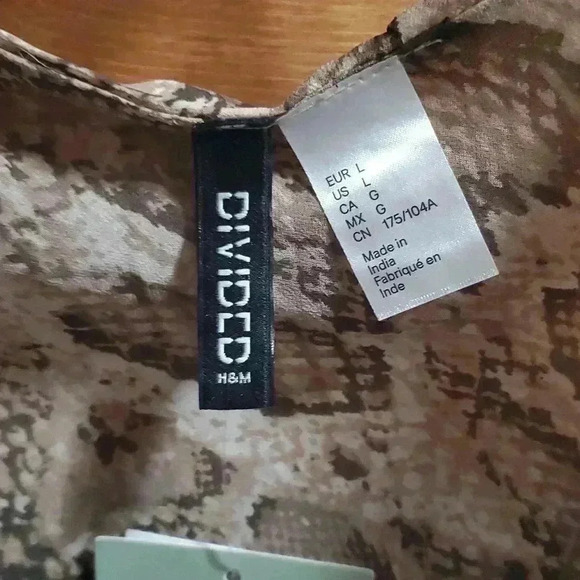 DIVIDED
H&M
EUR L
US L
CA G
MX G
CN 175/104A
Made in
India
Fabriqué en
Inde